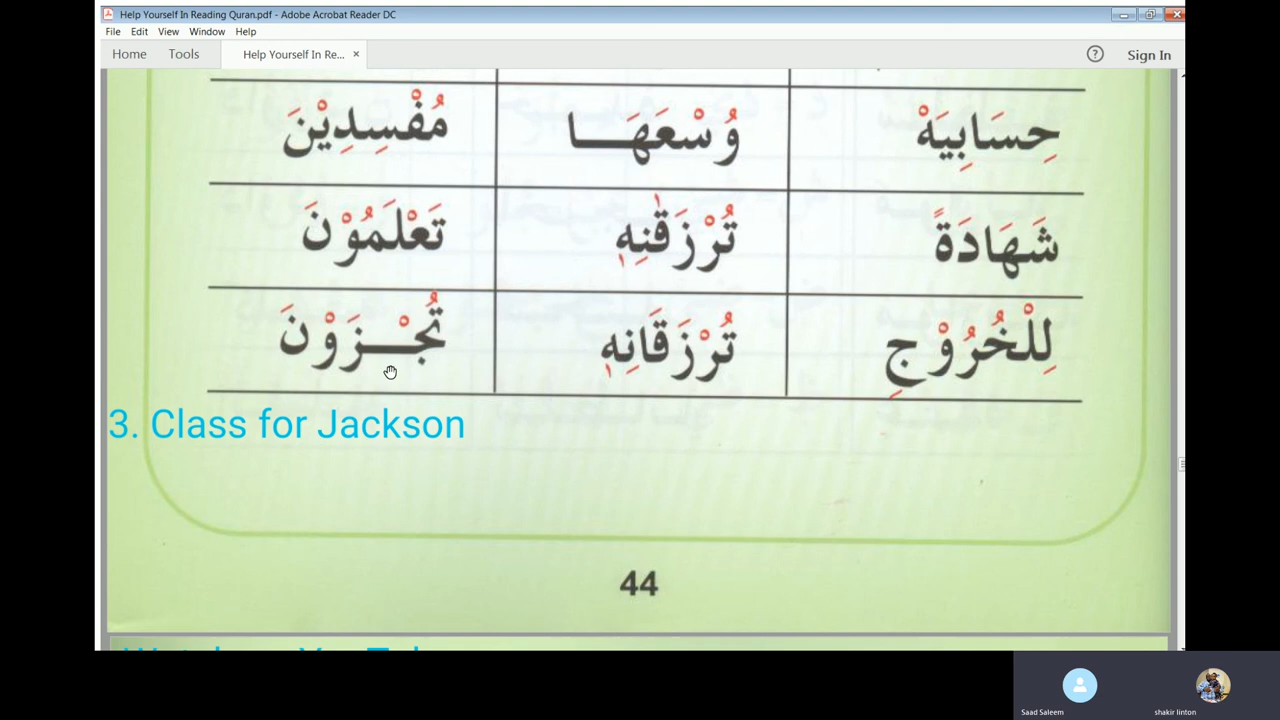 Help Yourself In Reading Quran.pdf - Adobe Acrobat Reader DC
File Edit View Window Help
Home Tools Help Yourself In Re... × ? Sign In
حِسَابِيَهْ وُسْعَهَا مُفْسِدِيْنَ
شَهَادَةً تُرْزَقٰنِهٖ تَعْلَمُوْنَ
لِلْخُرُوْجِ تُرْزَقَانِهٖ تُجْزَوْنَ
3. Class for Jackson
44
Saad Saleem shakir linton